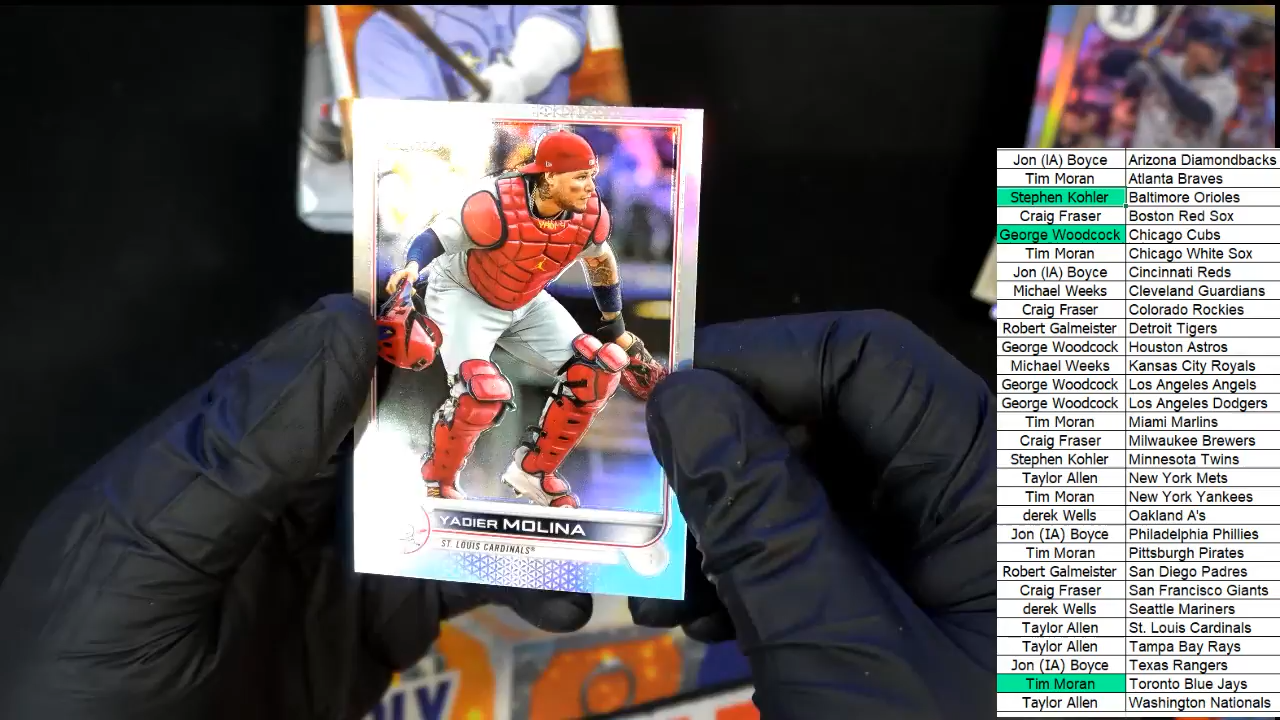 YADIER MOLINA
ST. LOUIS CARDINALS®
Jon (IA) Boyce Arizona Diamondbacks
Tim Moran Atlanta Braves
Stephen Kohler Baltimore Orioles
Craig Fraser Boston Red Sox
George Woodcock Chicago Cubs
Tim Moran Chicago White Sox
Jon (IA) Boyce Cincinnati Reds
Michael Weeks Cleveland Guardians
Craig Fraser Colorado Rockies
Robert Galmeister Detroit Tigers
George Woodcock Houston Astros
Michael Weeks Kansas City Royals
George Woodcock Los Angeles Angels
George Woodcock Los Angeles Dodgers
Tim Moran Miami Marlins
Craig Fraser Milwaukee Brewers
Stephen Kohler Minnesota Twins
Taylor Allen New York Mets
Tim Moran New York Yankees
derek Wells Oakland A's
Jon (IA) Boyce Philadelphia Phillies
Tim Moran Pittsburgh Pirates
Robert Galmeister San Diego Padres
Craig Fraser San Francisco Giants
derek Wells Seattle Mariners
Taylor Allen St. Louis Cardinals
Taylor Allen Tampa Bay Rays
Jon (IA) Boyce Texas Rangers
Tim Moran Toronto Blue Jays
Taylor Allen Washington Nationals